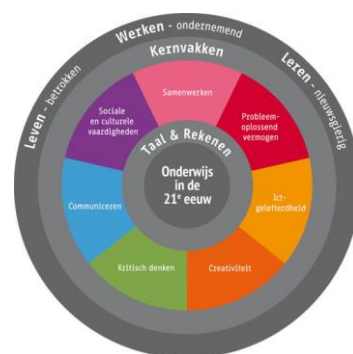 Werken - ondernemend
Leven - betrokken
Leren - nieuwsgierig
Kernvakken
Samenwerken
Sociale
en culturele
vaardigheden
Probleem-
oplossend
vermogen
Taal & Rekenen
Onderwijs
in de
21e eeuw
Communiceren
Ict-
geletterdheid
Kritisch denken
Creativiteit